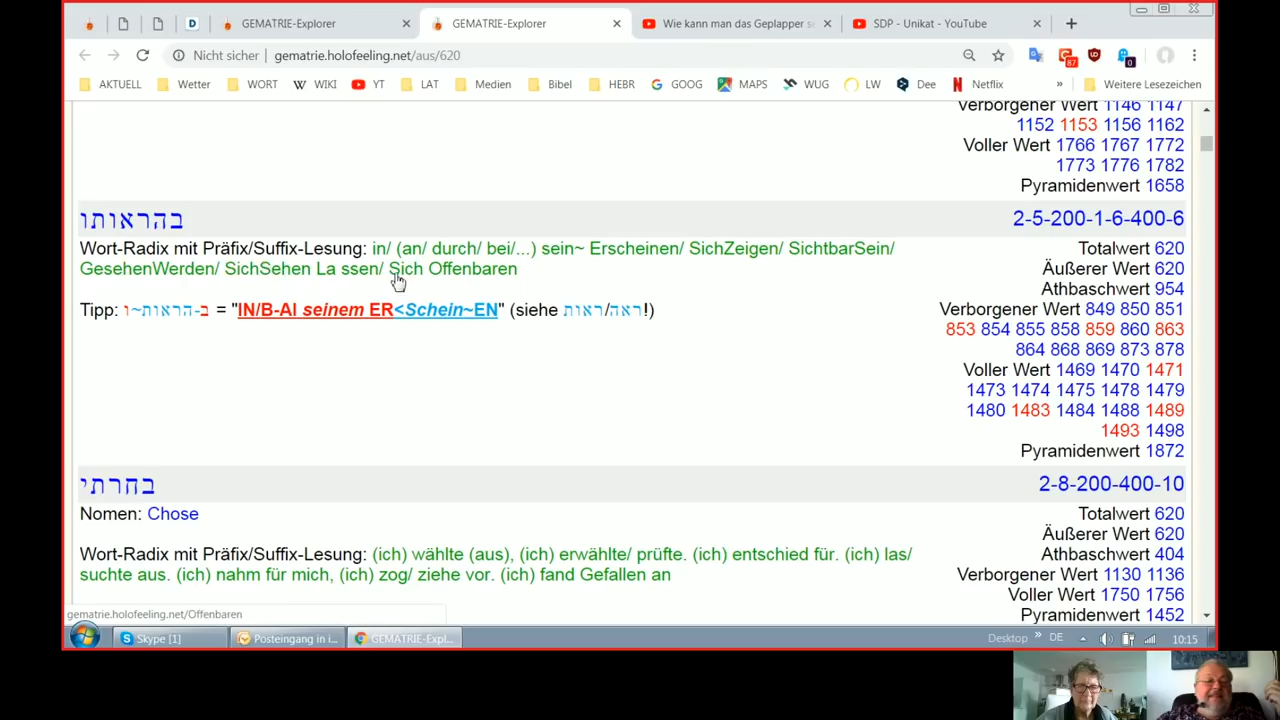 GEMATRIE-Explorer
GEMATRIE-Explorer
Wie kann man das Geplapper se
SDP - Unikat - YouTube
Nicht sicher | gematrie.holofeeling.net/aus/620
AKTUELL Wetter WORT WIKI YT LAT Medien Bibel HEBR GOOG MAPS WUG LW Dee Netflix » Weitere Lesezeichen
Verborgener Wert 1146 1147
1152 1153 1156 1162
Voller Wert 1766 1767 1772
1773 1776 1782
Pyramidenwert 1658
בהראותו 2-5-200-1-6-400-6
Wort-Radix mit Präfix/Suffix-Lesung: in/ (an/ durch/ bei/...) sein~ Erscheinen/ SichZeigen/ SichtbarSein/
GesehenWerden/ SichSehen La ssen/ Sich Offenbaren
Tipp: ב-הראות~ו = "IN/B-AI seinem ER<Schein~EN" (siehe ראה/ראות!)
Totalwert 620
Äußerer Wert 620
Athbaschwert 954
Verborgener Wert 849 850 851
853 854 855 858 859 860 863
864 868 869 873 878
Voller Wert 1469 1470 1471
1473 1474 1475 1478 1479
1480 1483 1484 1488 1489
1493 1498
Pyramidenwert 1872
בחרתי 2-8-200-400-10
Nomen: Chose
Wort-Radix mit Präfix/Suffix-Lesung: (ich) wählte (aus), (ich) erwählte/ prüfte. (ich) entschied für. (ich) las/
suchte aus. (ich) nahm für mich, (ich) zog/ ziehe vor. (ich) fand Gefallen an
Totalwert 620
Äußerer Wert 620
Athbaschwert 404
Verborgener Wert 1130 1136
Voller Wert 1750 1756
Pyramidenwert 1452
gematrie.holofeeling.net/Offenbaren
Skype [1] Posteingang in i... GEMATRIE-Expl... Desktop » DE 10:15